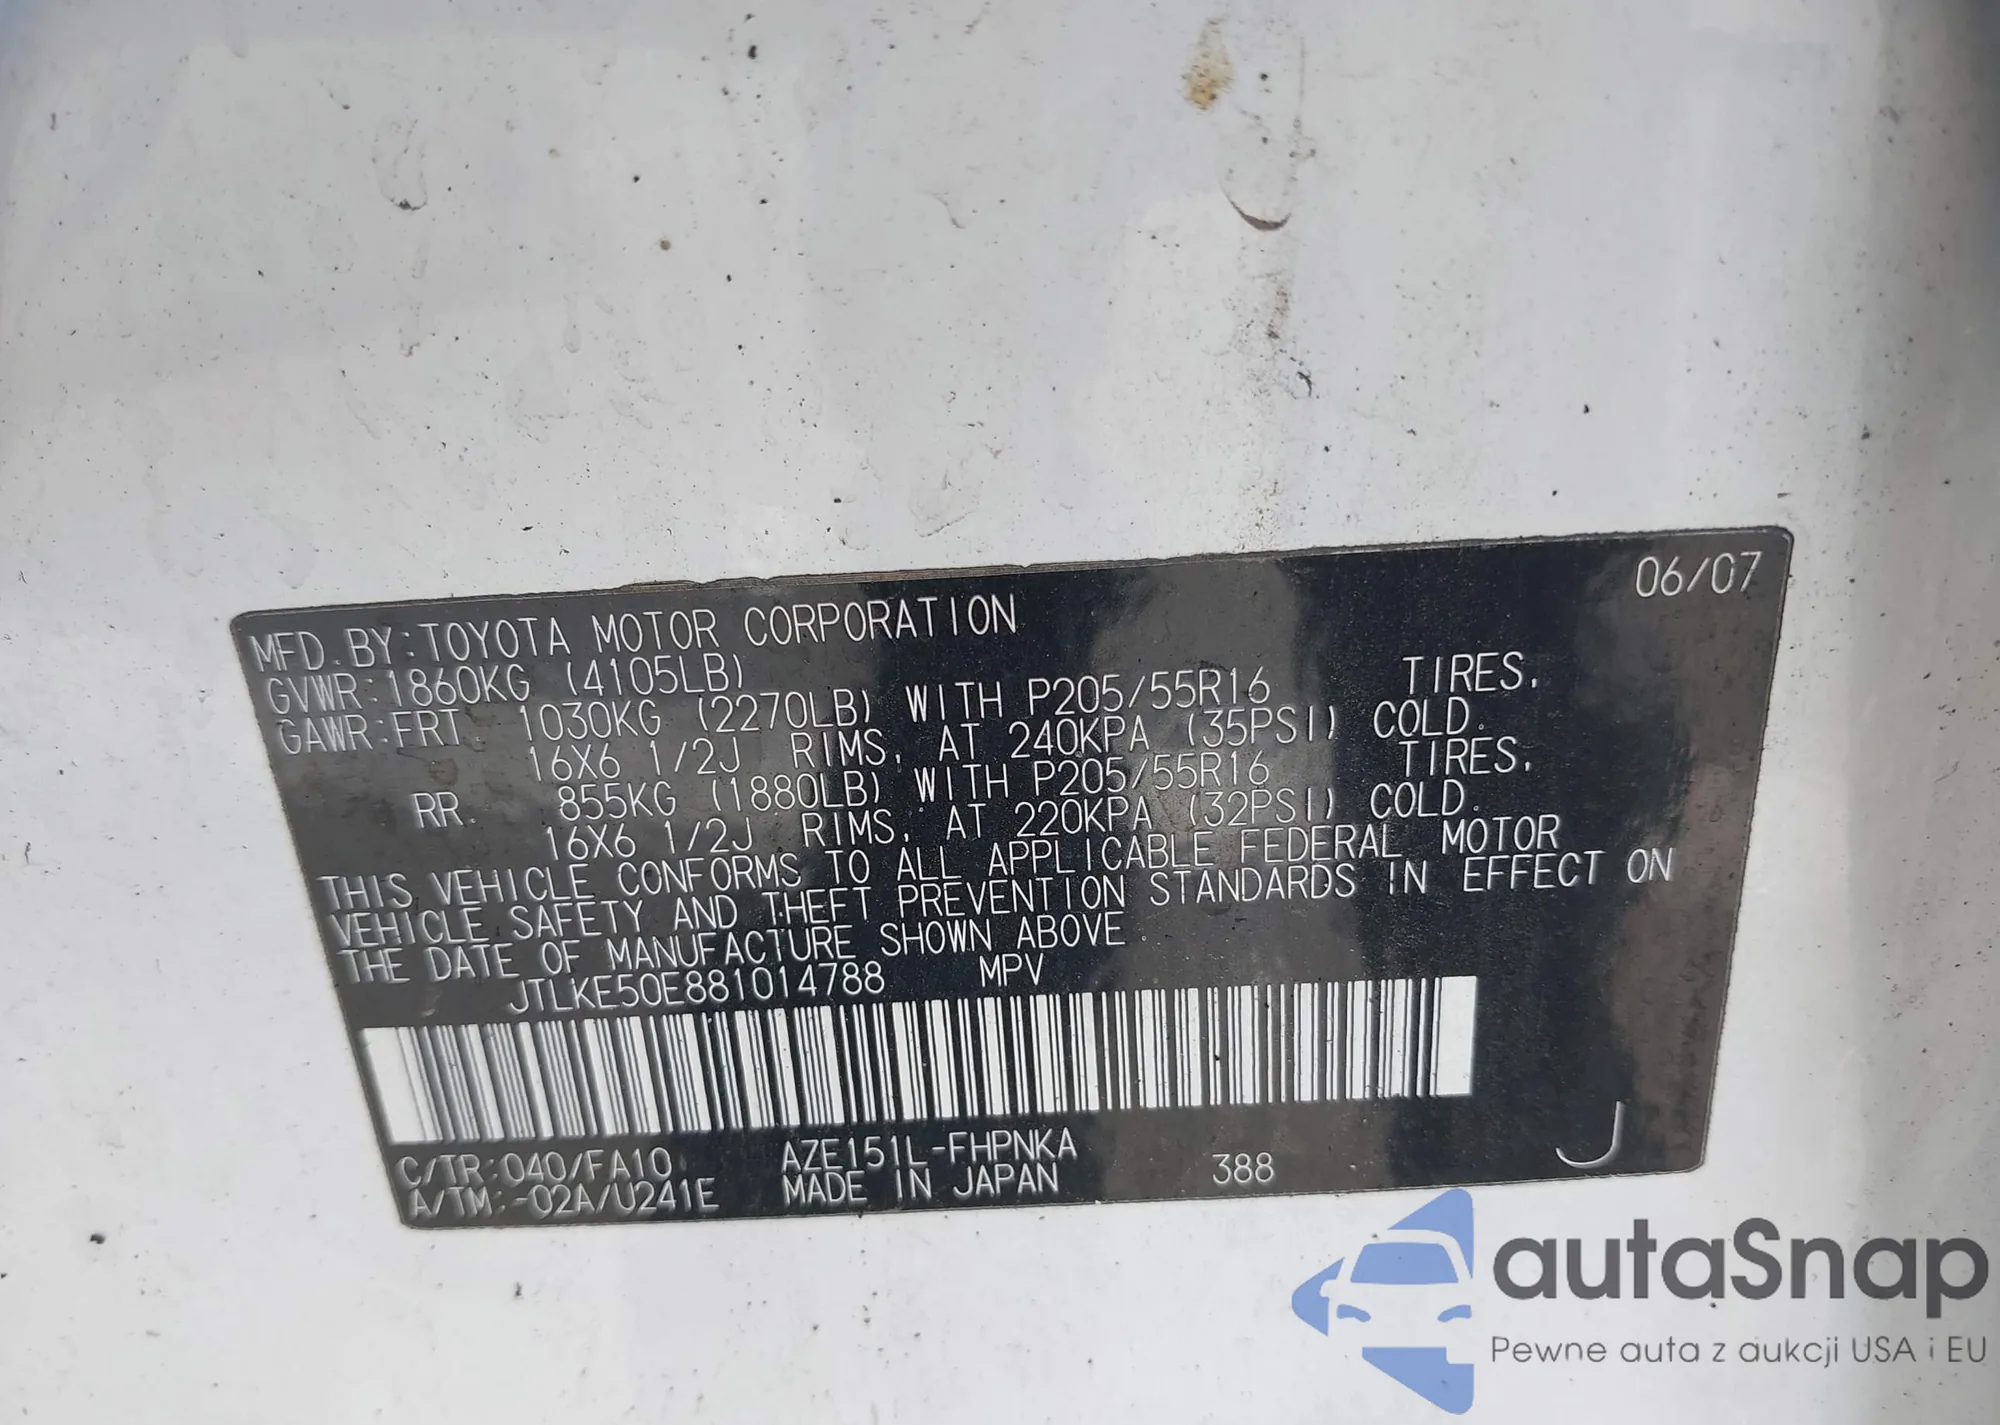 06/07
MFD.BY:TOYOTA MOTOR CORPORATION
GVWR:1860KG (4105LB)
GAWR:FRT. 1030KG (2270LB) WITH P205/55R16 TIRES,
16X6 1/2J RIMS, AT 240KPA (35PSI) COLD.
RR. 855KG (1880LB) WITH P205/55R16 TIRES,
16X6 1/2J RIMS, AT 220KPA (32PSI) COLD.
THIS VEHICLE CONFORMS TO ALL APPLICABLE FEDERAL MOTOR
VEHICLE SAFETY AND THEFT PREVENTION STANDARDS IN EFFECT ON
THE DATE OF MANUFACTURE SHOWN ABOVE.
JTLKE50E881014788 MPV
C/TR:040/FA10 AZE151L-FHPNKA 388 J
A/TM:-02A/U241E MADE IN JAPAN
autaSnap
Pewne auta z aukcji USA i EU